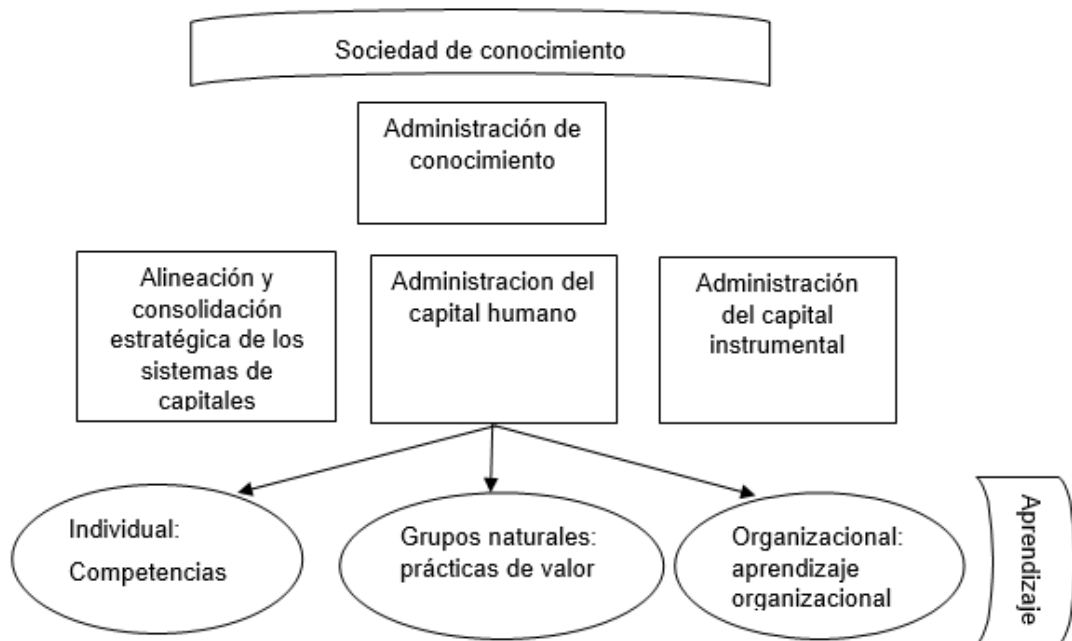 Sociedad de conocimiento
Administración de
conocimiento
Alineación y
consolidación
estratégica de los
sistemas de
capitales
Administracion del
capital humano
Administración
del capital
instrumental
Individual:
Competencias
Grupos naturales:
prácticas de valor
Organizacional:
aprendizaje
organizacional
Aprendizaje